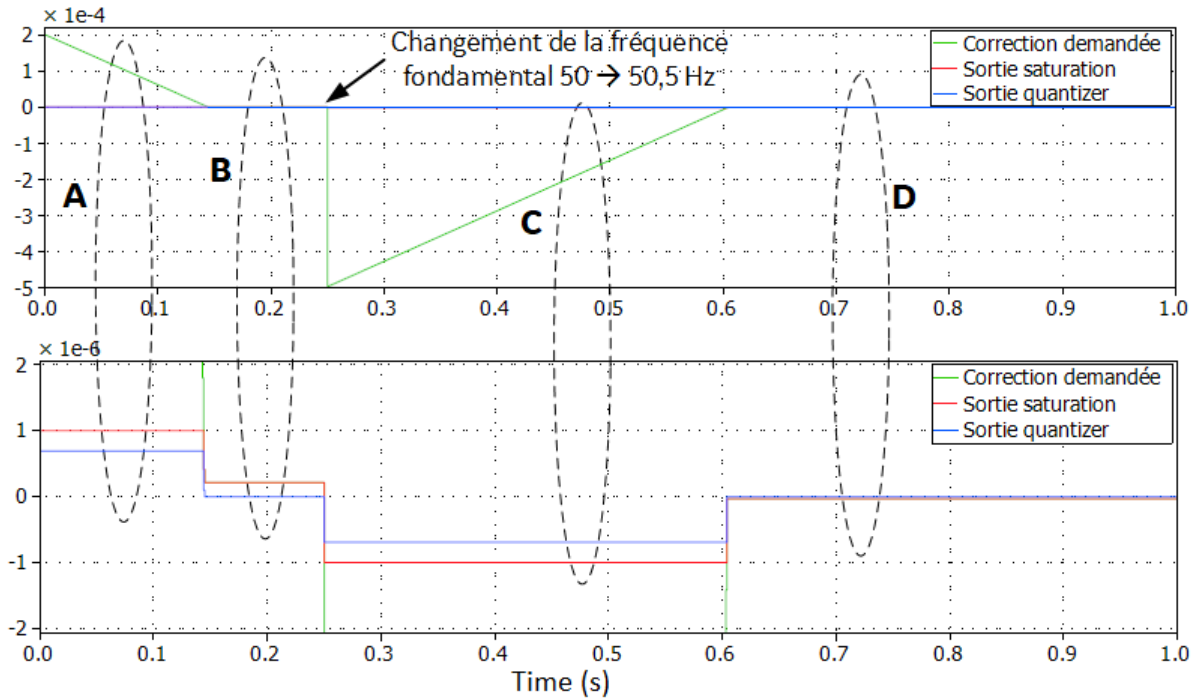 × 1e-4
2
1
0
-1
-2
-3
-4
-5
Changement de la fréquence
fondamental 50 → 50,5 Hz
Correction demandée
Sortie saturation
Sortie quantizer
A
B
C
D
0.0 0.1 0.2 0.3 0.4 0.5 0.6 0.7 0.8 0.9 1.0
× 1e-6
2
1
0
-1
-2
Correction demandée
Sortie saturation
Sortie quantizer
0.0 0.1 0.2 0.3 0.4 0.5 0.6 0.7 0.8 0.9 1.0
Time (s)